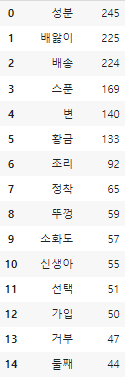 0 성분 245
1 배앓이 225
2 배송 224
3 스푼 169
4 변 140
5 황금 133
6 조리 92
7 정착 65
8 뚜껑 59
9 소화도 57
10 신생아 55
11 선택 51
12 가입 50
13 거부 47
14 둘째 44